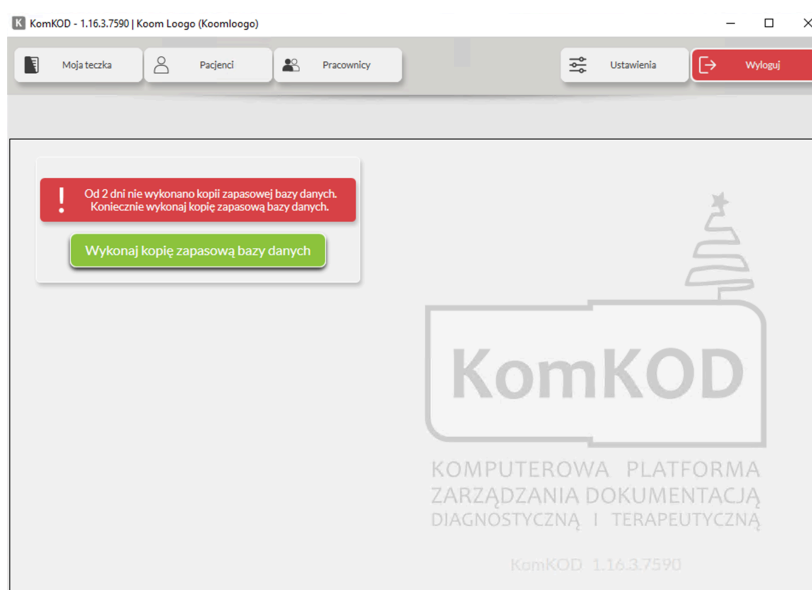 KomKOD - 1.16.3.7590 | Koom Loogo (Koomloogo)
Moja teczka
Pacjenci
Pracownicy
Ustawienia
Wyloguj
Od 2 dni nie wykonano kopii zapasowej bazy danych.
Koniecznie wykonaj kopię zapasową bazy danych.
Wykonaj kopię zapasową bazy danych
KomKOD
KOMPUTEROWA PLATFORMA
ZARZĄDZANIA DOKUMENTACJĄ
DIAGNOSTYCZNĄ I TERAPEUTYCZNĄ
KomKOD 1.16.3.7590